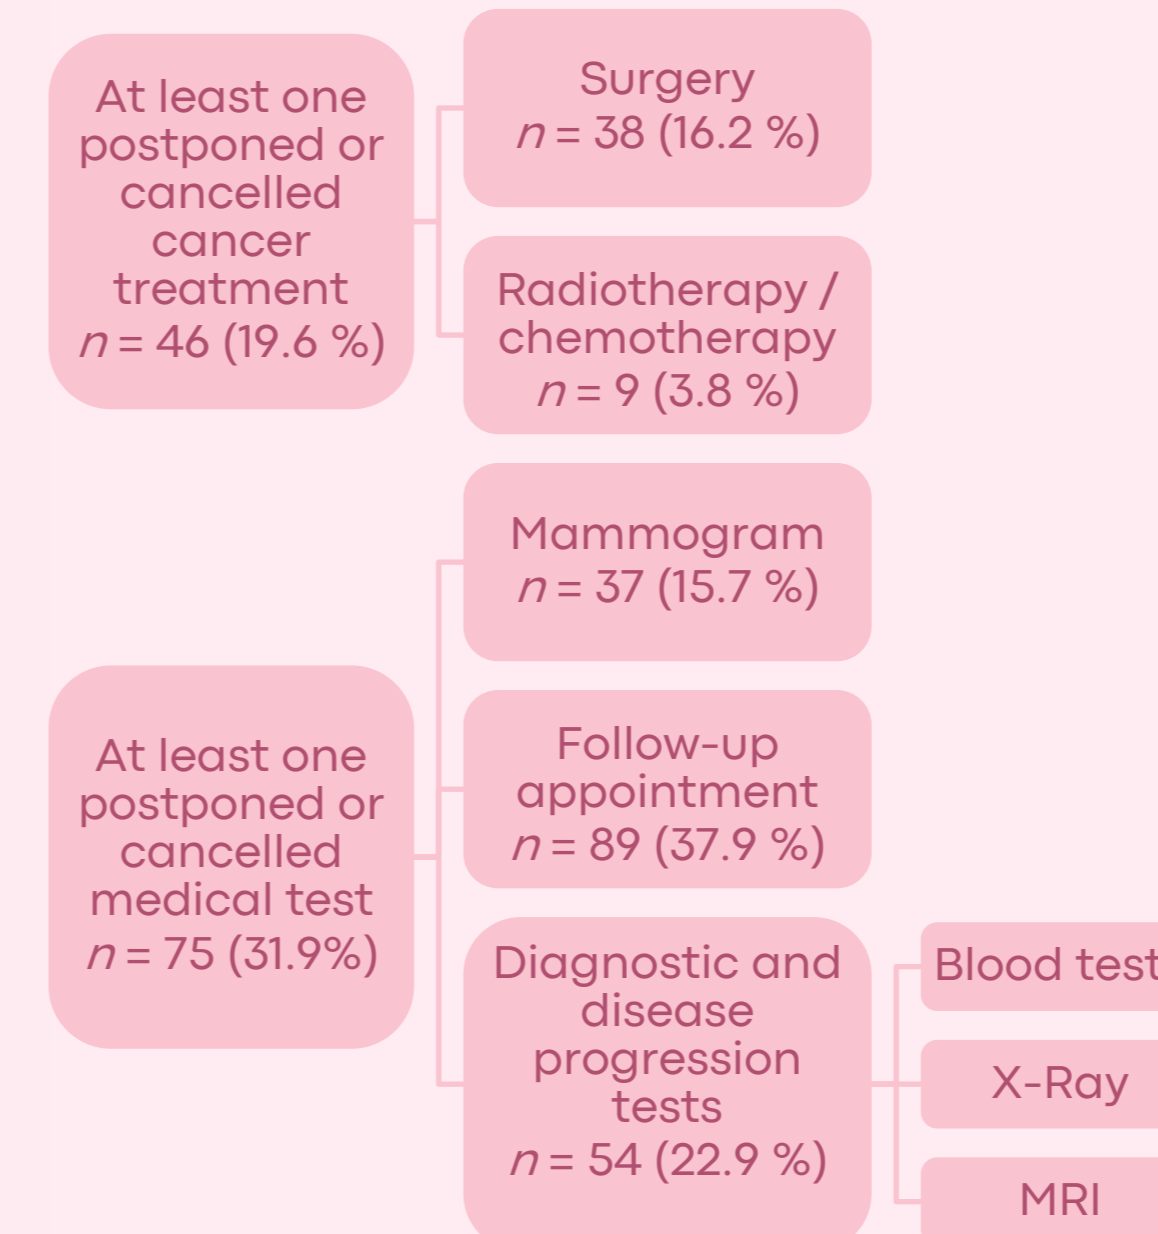 At least one
postponed or
cancelled
cancer
treatment
n = 46 (19.6 %)
Surgery
n = 38 (16.2 %)
Radiotherapy /
chemotherapy
n = 9 (3.8 %)
At least one
postponed or
cancelled
medical test
n = 75 (31.9%)
Mammogram
n = 37 (15.7 %)
Follow-up
appointment
n = 89 (37.9 %)
Diagnostic and
disease
progression
tests
n = 54 (22.9 %)
Blood test
X-Ray
MRI